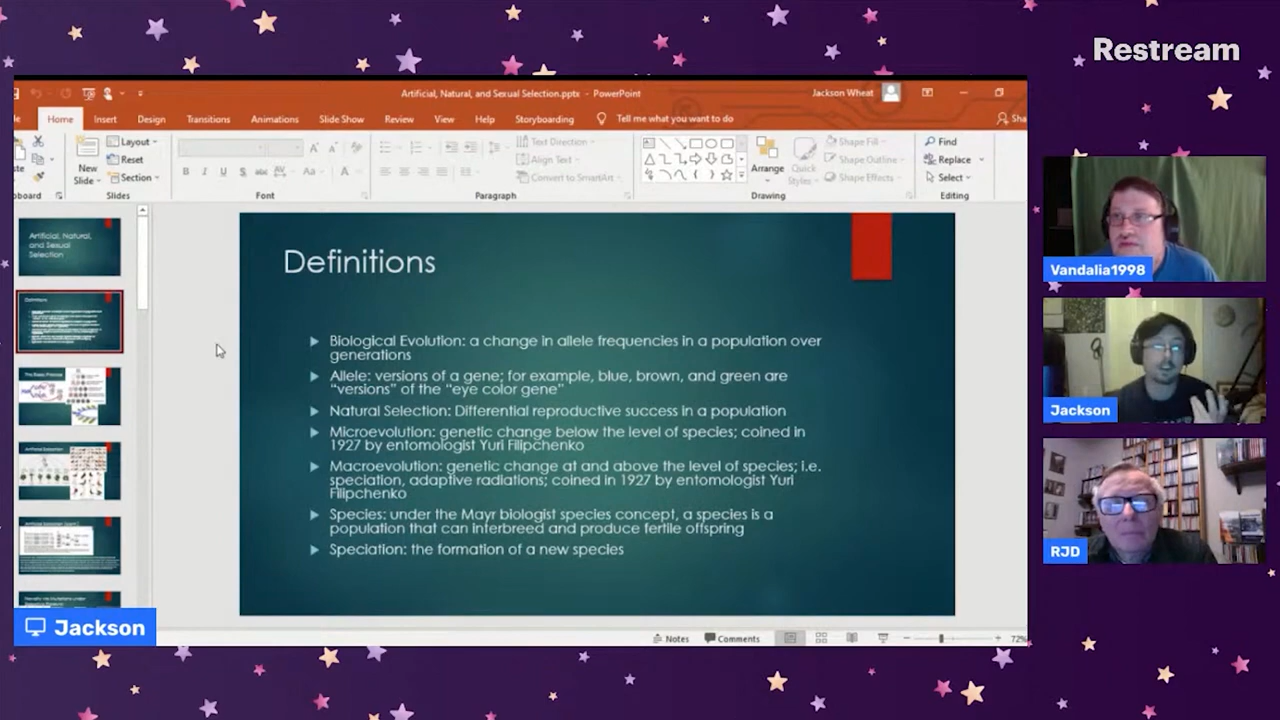 Restream
Artificial, Natural, and Sexual Selection.pptx - PowerPoint
Jackson Wheat
Home
Insert
Design
Transitions
Animations
Slide Show
Review
View
Help
Storyboarding
Tell me what you want to do
Sha
New
Slide
Layout
Reset
Section
Slides
Font
Text Direction
Align Text
Convert to SmartArt
Paragraph
Arrange
Quick
Styles
Shape Fill
Shape Outline
Shape Effects
Drawing
Find
Replace
Select
Editing
Artificial, Natural,
and Sexual
Selection
Definitions
Biological Evolution: a change in allele frequencies in a population over
generations
Allele: versions of a gene; for example, blue, brown, and green are
“versions” of the “eye color gene”
Natural Selection: Differential reproductive success in a population
Microevolution: genetic change below the level of species; coined in
1927 by entomologist Yuri Filipchenko
Macroevolution: genetic change at and above the level of species; i.e.
speciation, adaptive radiations; coined in 1927 by entomologist Yuri
Filipchenko
Species: under the Mayr biologist species concept, a species is a
population that can interbreed and produce fertile offspring
Speciation: the formation of a new species
Jackson
Notes
Comments
72%
Vandalia1998
Jackson
RJD